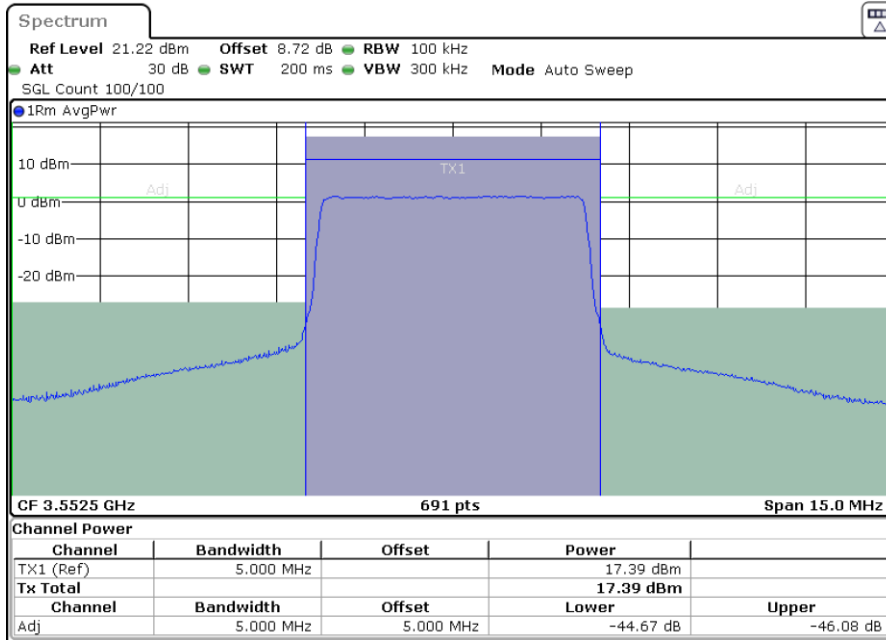 Spectrum
Ref Level 21.22 dBm Offset 8.72 dB RBW 100 kHz
Att 30 dB SWT 200 ms VBW 300 kHz Mode Auto Sweep
SGL Count 100/100
1Rm AvgPwr
10 dBm
TX1
Adj Adj
0 dBm
-10 dBm
-20 dBm
CF 3.5525 GHz 691 pts Span 15.0 MHz
Channel Power
Channel Bandwidth Offset Power
TX1 (Ref) 5.000 MHz 17.39 dBm
Tx Total 17.39 dBm
Channel Bandwidth Offset Lower Upper
Adj 5.000 MHz 5.000 MHz -44.67 dB -46.08 dB